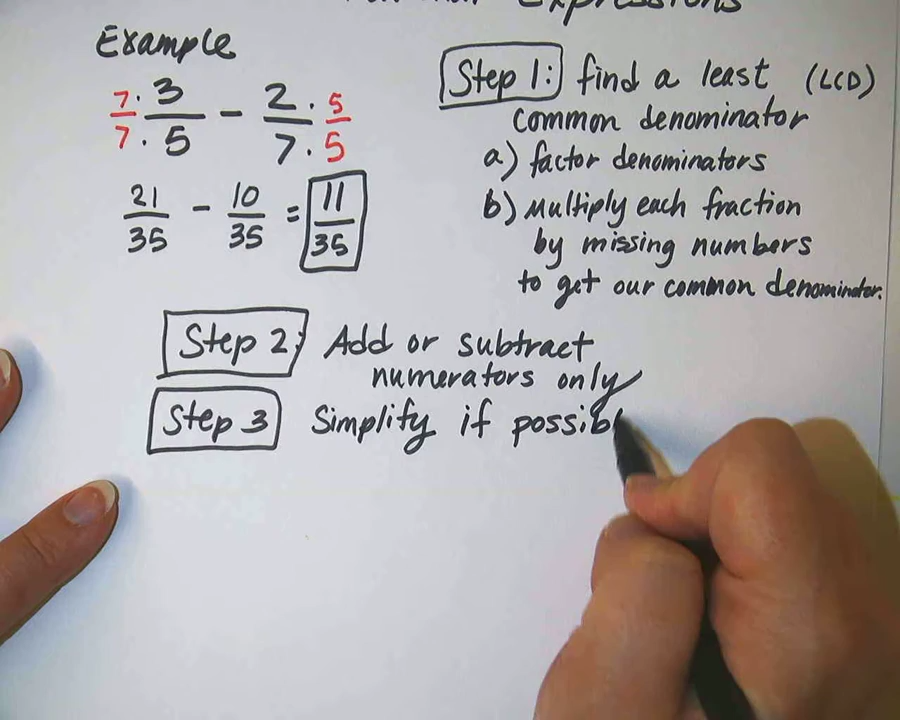 Expressions
Example
7/7 · 3/5 − 2/7 · 5/5
21/35 − 10/35 = 11/35
Step 1: find a least (LCD)
common denominator
a) factor denominators
b) Multiply each fraction
by missing numbers
to get our common denominator.
Step 2: Add or subtract
numerators only
Step 3 Simplify if possib